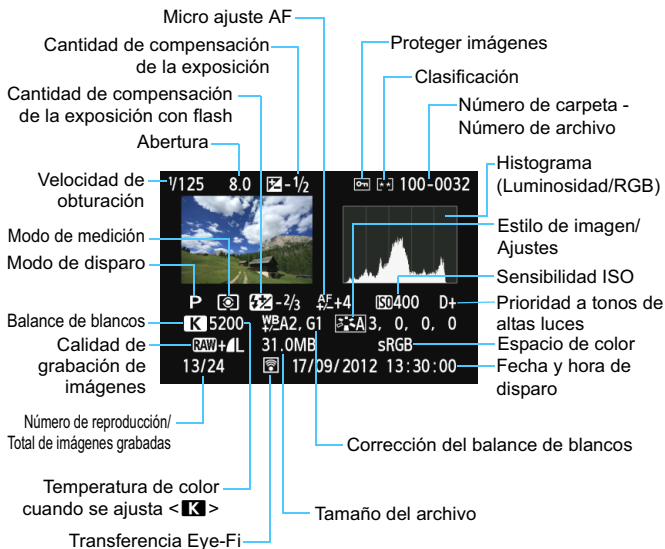 Micro ajuste AF
Cantidad de compensación
de la exposición
Proteger imágenes
Clasificación
Cantidad de compensación
de la exposición con flash
Número de carpeta -
Número de archivo
Abertura
Histograma
(Luminosidad/RGB)
Velocidad de
obturación
1/125 8.0 -1/2 100-0032
Estilo de imagen/
Ajustes
Modo de medición
Modo de disparo
Sensibilidad ISO
P -2/3 AF+4 ISO400 D+
Prioridad a tonos de
altas luces
Balance de blancos
K 5200 WB A2, G1 A 3, 0, 0, 0
Calidad de
grabación de
imágenes
RAW+L 31.0MB sRGB
Espacio de color
13/24 17/09/2012 13:30:00
Fecha y hora de
disparo
Número de reproducción/
Total de imágenes grabadas
Corrección del balance de blancos
Temperatura de color
cuando se ajusta <K>
Tamaño del archivo
Transferencia Eye-Fi